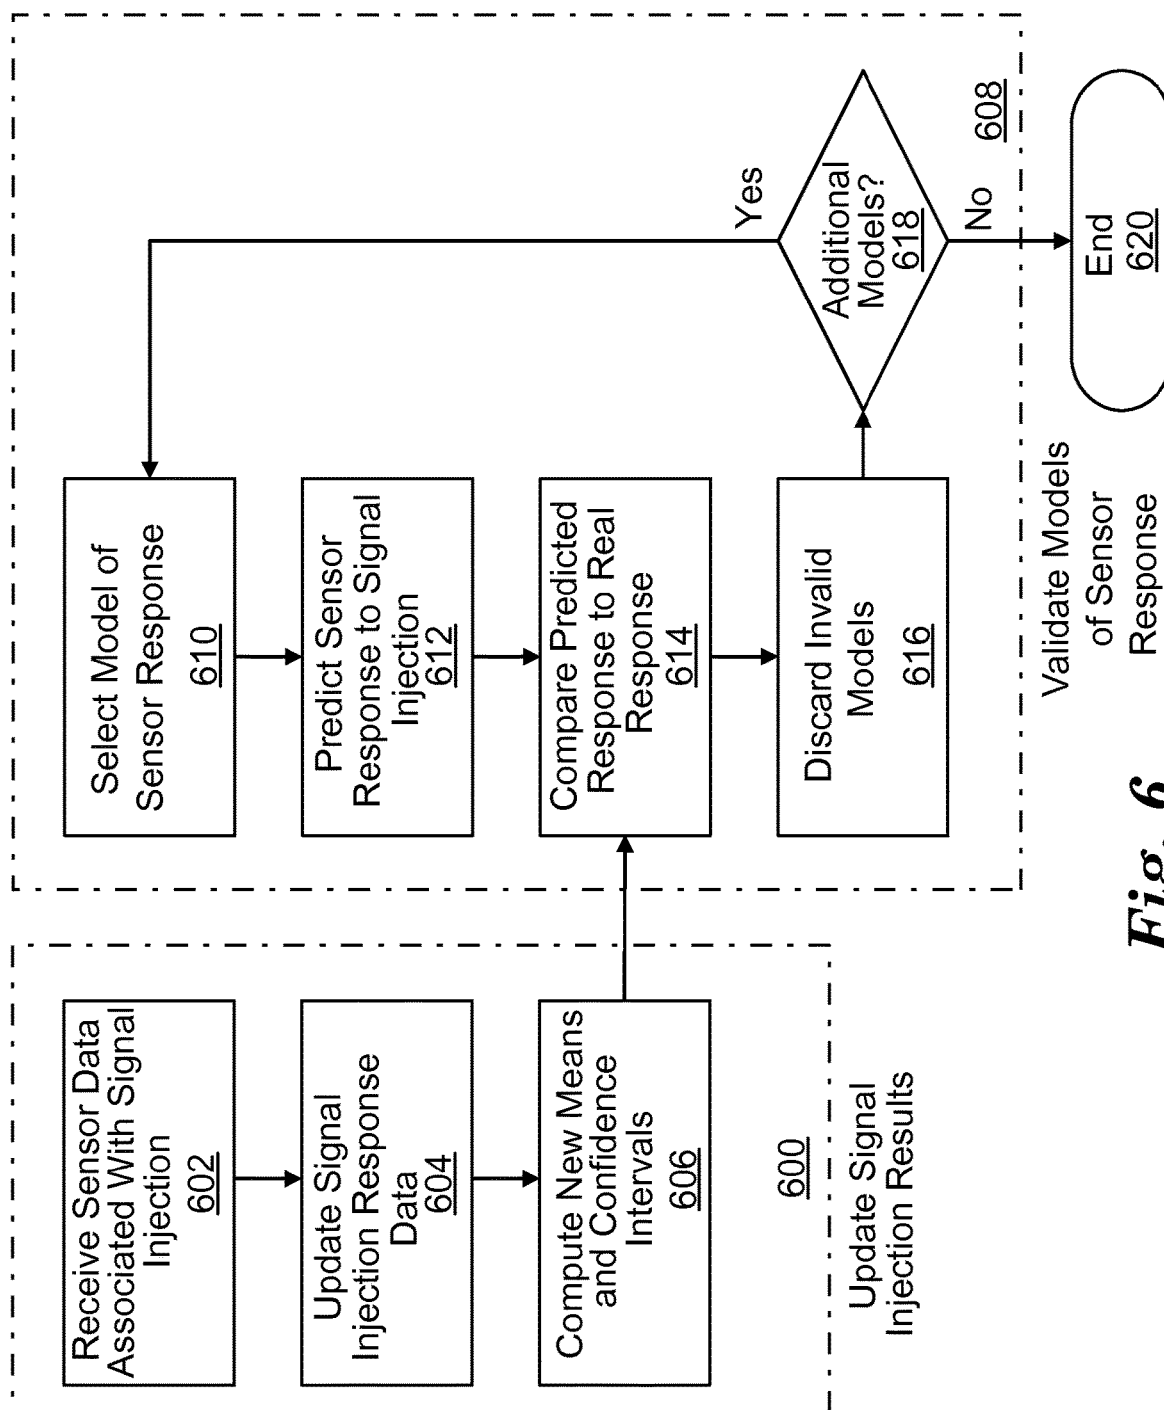 Receive Sensor Data
Associated With Signal
Injection
602
Update Signal
Injection Response
Data
604
Compute New Means
and Confidence
Intervals
606
600
Update Signal
Injection Results
Select Model of
Sensor Response
610
Predict Sensor
Response to Signal
Injection
612
Compare Predicted
Response to Real
Response
614
Discard Invalid
Models
616
Additional
Models?
618
Yes
No
608
Validate Models
of Sensor
Response
End
620
Fig. 6